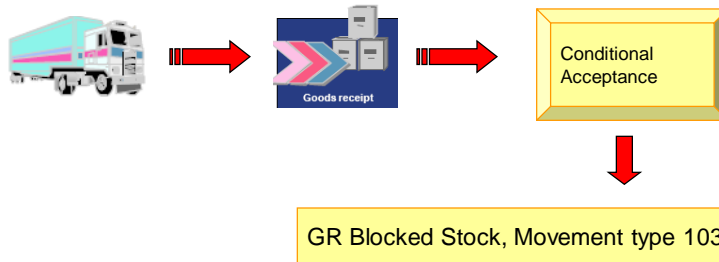 Goods receipt
Conditional
Acceptance
GR Blocked Stock, Movement type 103